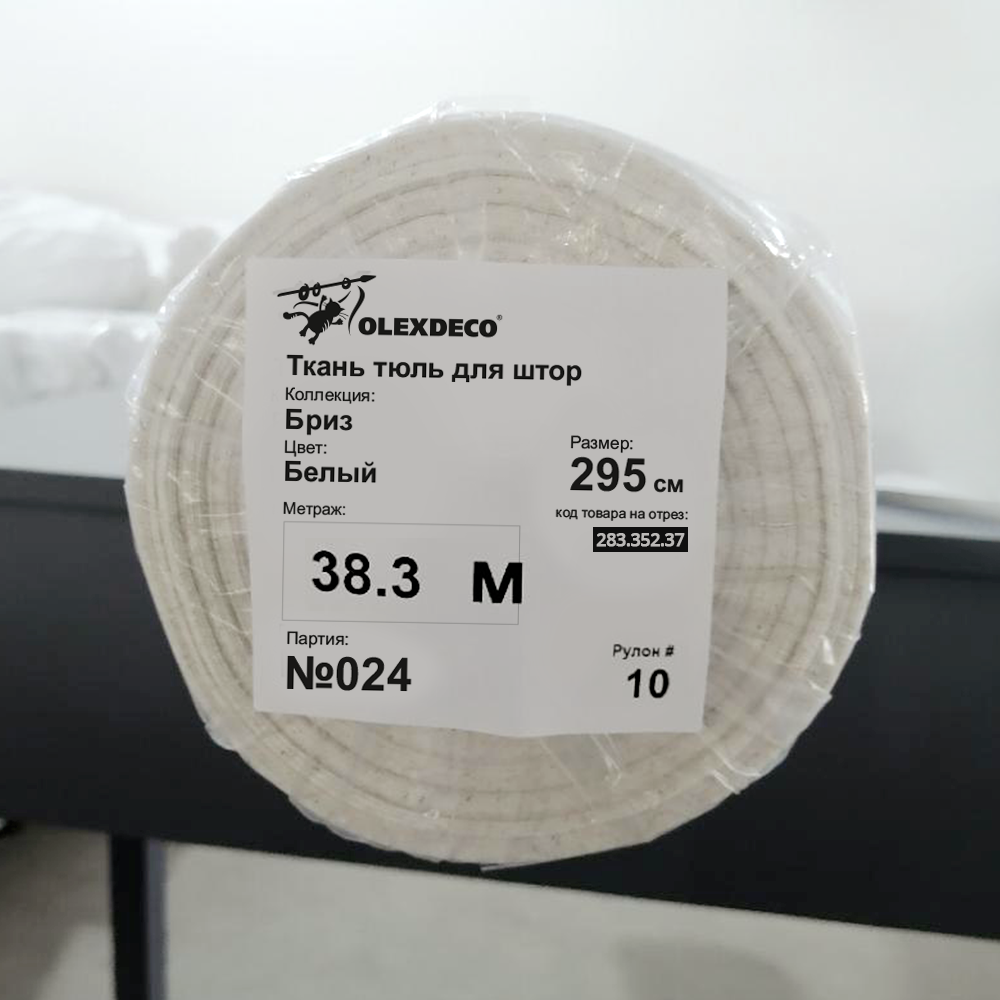 OLEXDECO®
Ткань тюль для штор
Коллекция:
Бриз
Цвет:
Белый
Размер:
295 см
код товара на отрез:
283.352.37
Метраж:
38.3 М
Партия:
№024
Рулон #
10